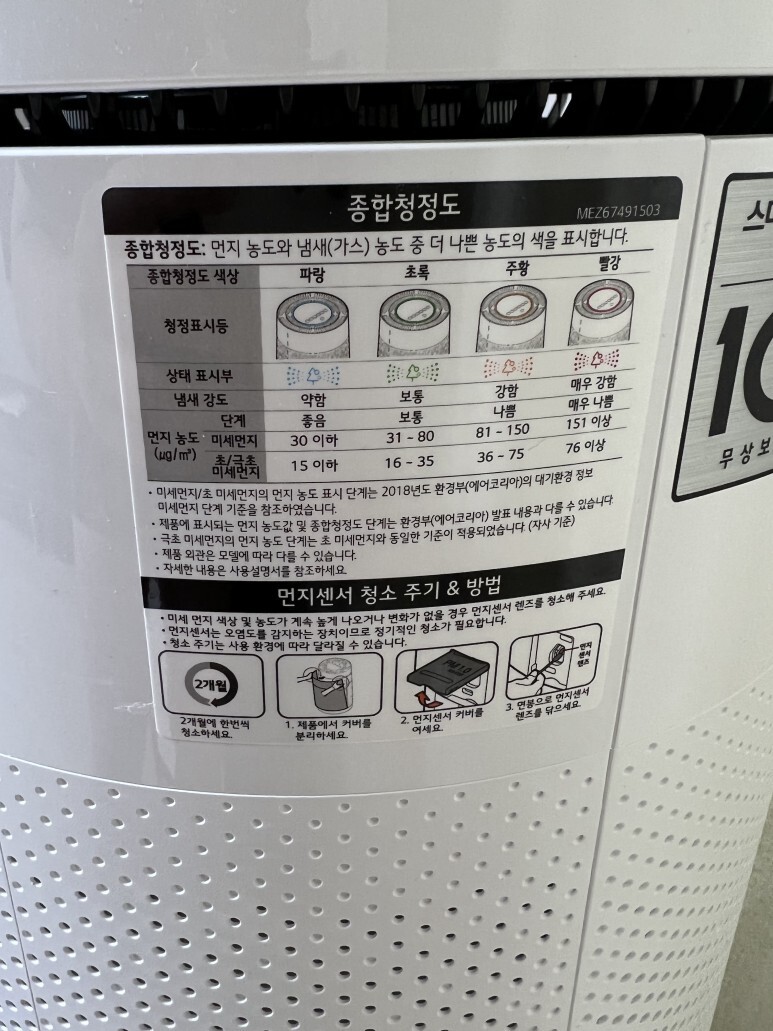 종합청정도
MEZ67491503
종합청정도: 먼지 농도와 냄새(가스) 농도 중 더 나쁜 농도의 색을 표시합니다.
종합청정도 색상 파랑 초록 주황 빨강
청정표시등
상태 표시부
냄새 강도 약함 보통 강함 매우 강함
먼지 농도 (㎍/㎥) 단계 좋음 보통 나쁨 매우 나쁨
미세먼지 30 이하 31 ~ 80 81 ~ 150 151 이상
초/극초 미세먼지 15 이하 16 ~ 35 36 ~ 75 76 이상
• 미세먼지/초 미세먼지의 먼지 농도 표시 단계는 2018년도 환경부(에어코리아)의 대기환경 정보
미세먼지 단계 기준을 참조하였습니다.
• 제품에 표시되는 먼지 농도값 및 종합청정도 단계는 환경부(에어코리아) 발표 내용과 다를 수 있습니다.
• 극초 미세먼지의 먼지 농도 단계는 초 미세먼지와 동일한 기준이 적용되었습니다. (자사 기준)
• 제품 외관은 모델에 따라 다를 수 있습니다.
• 자세한 내용은 사용설명서를 참조하세요.
먼지센서 청소 주기 & 방법
• 미세 먼지 색상 및 농도가 계속 높게 나오거나 변화가 없을 경우 먼지센서 렌즈를 청소해 주세요.
• 먼지센서는 오염도를 감지하는 장치이므로 정기적인 청소가 필요합니다.
• 청소 주기는 사용 환경에 따라 달라질 수 있습니다.
2개월
PM 1.0
먼지
센서
렌즈
2개월에 한번씩
청소하세요.
1. 제품에서 커버를
분리하세요.
2. 먼지센서 커버를
여세요.
3. 면봉으로 먼지센서
렌즈를 닦으세요.
스
10
무상보